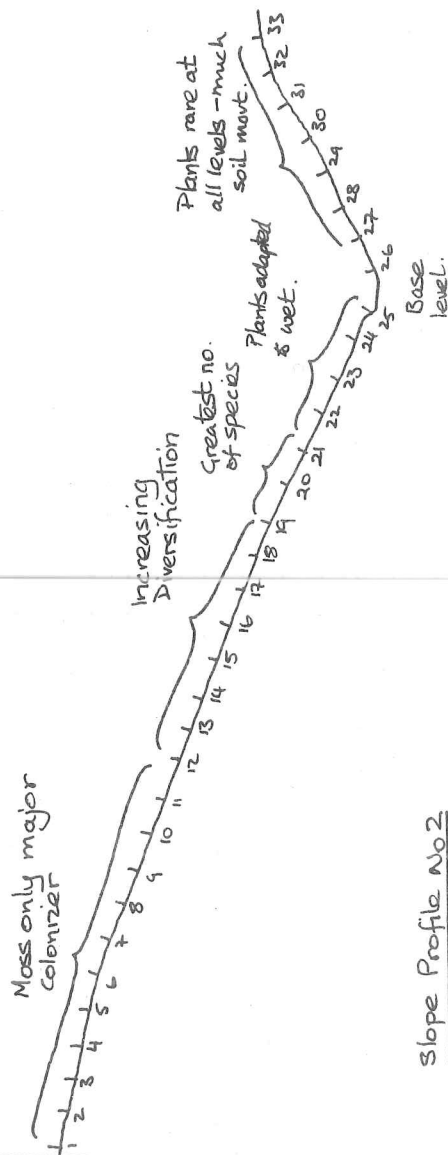 Moss only major
colonizer
Increasing
Diversification
Greatest no.
of species
Plants adapted
to wet.
Plants rare at
all levels - much
soil movt.
1 2 3 4 5 6 7 8 9 10 11 12 13 14 15 16 17 18 19 20 21 22 23 24 25 26 27 28 29 30 31 32 33
Base
level.
Slope Profile No 2